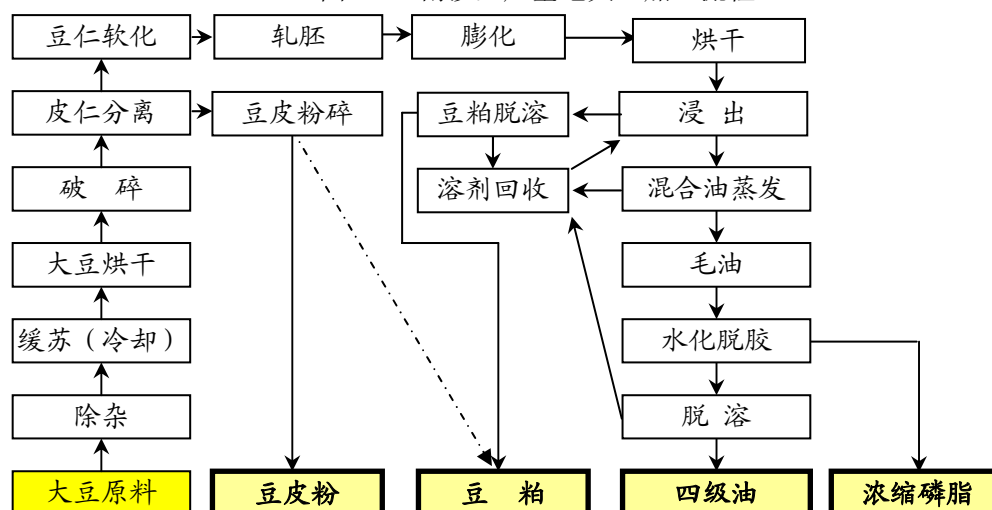 豆仁软化
轧胚
膨化
烘干
皮仁分离
豆皮粉碎
豆粕脱溶
浸 出
破 碎
溶剂回收
混合油蒸发
大豆烘干
毛油
缓苏（冷却）
水化脱胶
除杂
脱 溶
大豆原料
豆皮粉
豆 粕
四级油
浓缩磷脂